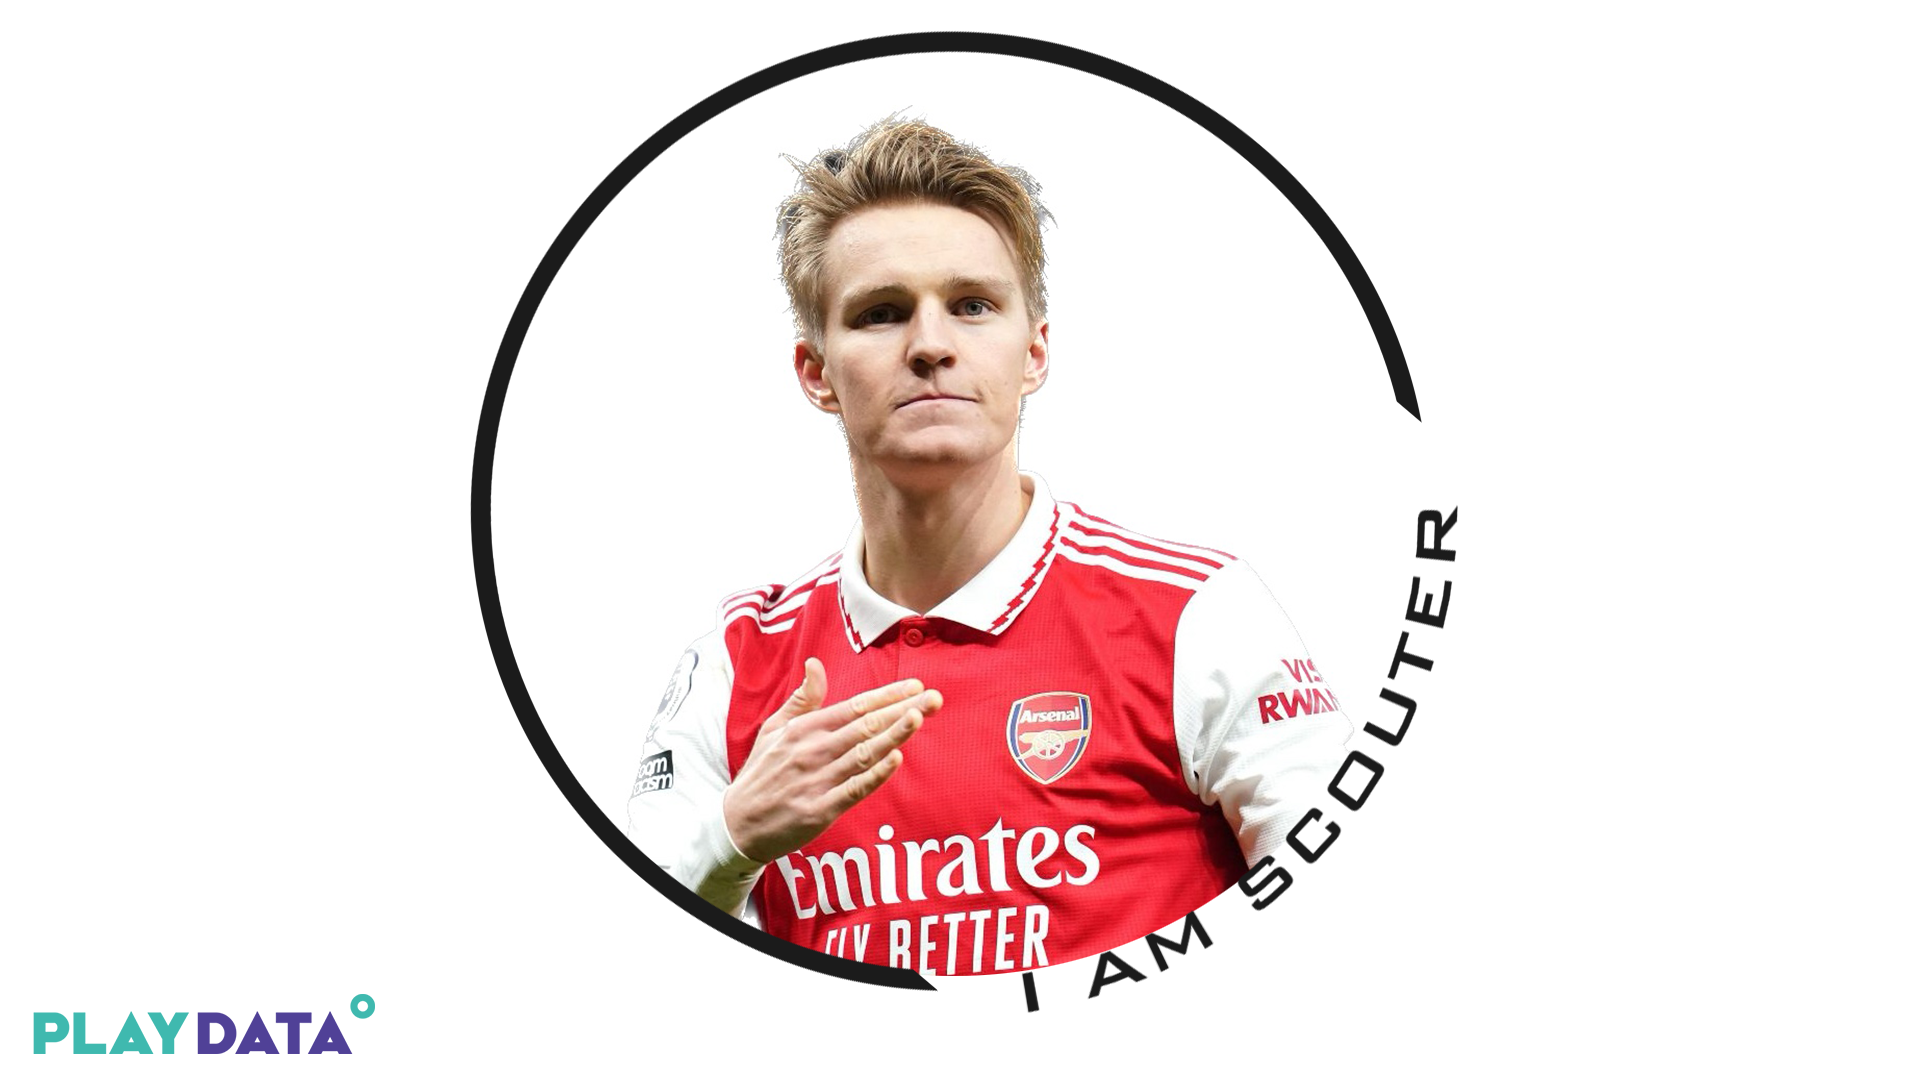 Arsenal
Emirates
FLY BETTER
I AM SCOUTER
PLAYDATA